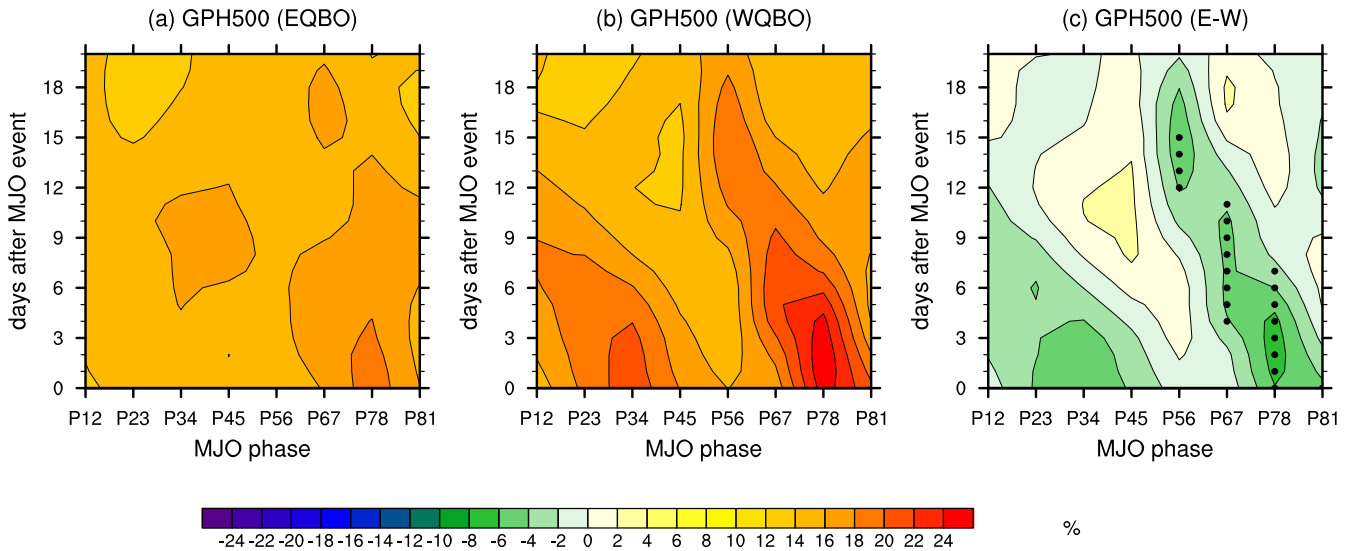 (a) GPH500 (EQBO)
(b) GPH500 (WQBO)
(c) GPH500 (E-W)
days after MJO event
18
15
12
9
6
3
0
P12 P23 P34 P45 P56 P67 P78 P81
MJO phase
days after MJO event
18
15
12
9
6
3
0
P12 P23 P34 P45 P56 P67 P78 P81
MJO phase
days after MJO event
18
15
12
9
6
3
0
P12 P23 P34 P45 P56 P67 P78 P81
MJO phase
-24 -22 -20 -18 -16 -14 -12 -10 -8 -6 -4 -2 0 2 4 6 8 10 12 14 16 18 20 22 24
%